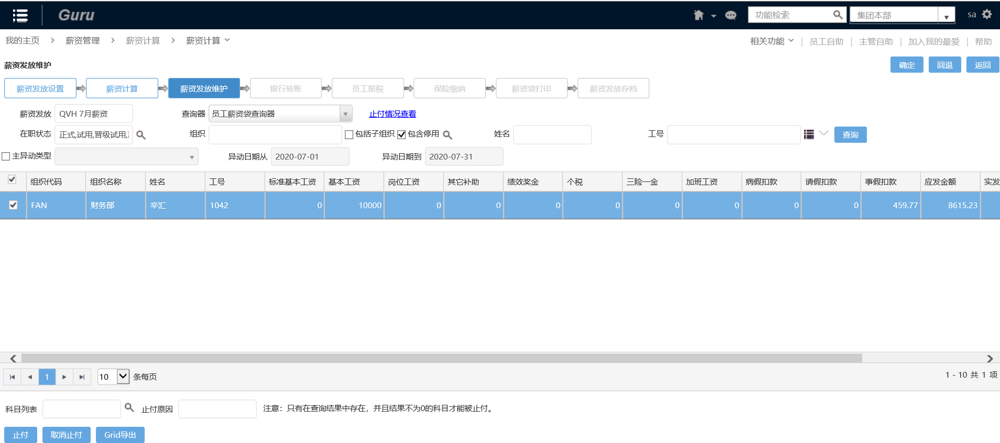 Guru 功能检索 集团本部 sa
我的主页 > 薪资管理 > 薪资计算 > 薪资计算 相关功能 | 员工自助 | 主管自助 | 加入我的最爱 | 帮助
薪资发放维护 确定 回退 返回
薪资发放设置 薪资计算 薪资发放维护 银行转账 员工报税 保险缴纳 薪资袋打印 薪资发放存档
薪资发放 QVH 7月薪资 查询器 员工薪资袋查询器 止付情况查看
在职状态 正式,试用,晋级试用, 组织 包括子组织 包含停用 姓名 工号 查询
主异动类型 异动日期从 2020-07-01 异动日期到 2020-07-31
组织代码 组织名称 姓名 工号 标准基本工资 基本工资 岗位工资 其它补助 绩效奖金 个税 三险一金 加班工资 病假扣款 请假扣款 事假扣款 应发金额 实发
FAN 财务部 辛汇 1042 0 10000 0 0 0 0 0 0 0 0 459.77 8615.23
1 10 条每页 1 - 10 共 1 项
科目列表 止付原因 注意：只有在查询结果中存在，并且结果不为0的科目才能被止付。
止付 取消止付 Grid导出